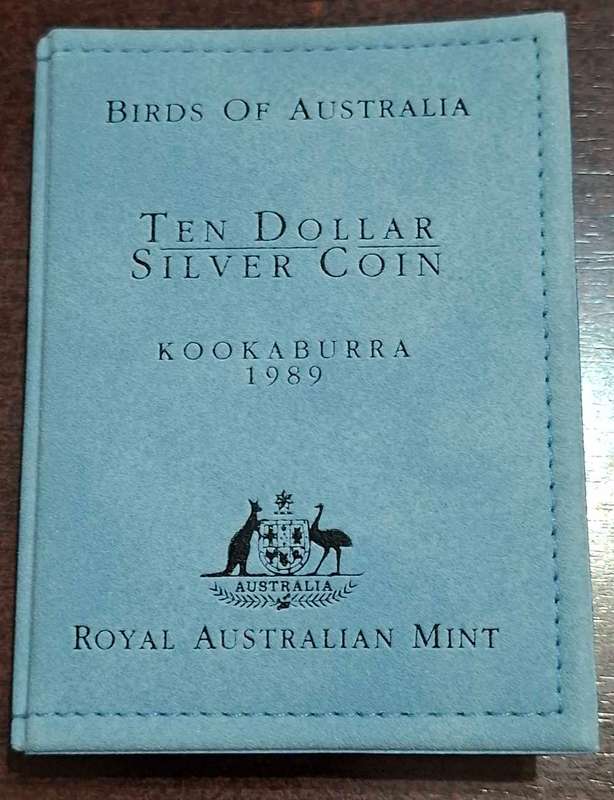 BIRDS OF AUSTRALIA
TEN DOLLAR
SILVER COIN
KOOKABURRA
1989
AUSTRALIA
ROYAL AUSTRALIAN MINT